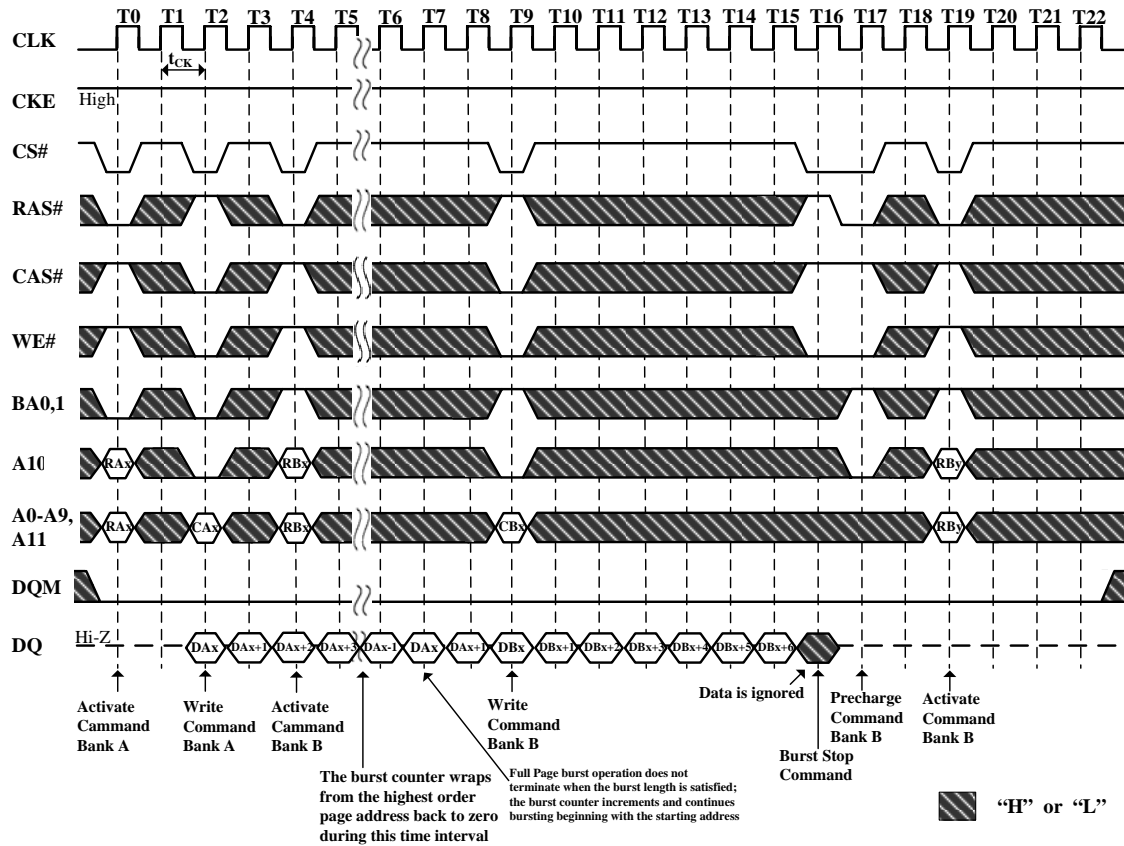 T0 T1 T2 T3 T4 T5 T6 T7 T8 T9 T10 T11 T12 T13 T14 T15 T16 T17 T18 T19 T20 T21 T22
CLK
tCK
CKE
High
CS#
RAS#
CAS#
WE#
BA0,1
A10
RAx RBx RBy
A0-A9,
A11
RAx CAx RBx CBx RBy
DQM
DQ
Hi-Z
DAx DAx+1 DAx+2 DAx+3 DAx-1 DAx DAx+1 DBx DBx+1 DBx+2 DBx+3 DBx+4 DBx+5 DBx+6
Activate
Cammand
Bank A
Write
Command
Bank A
Activate
Cammand
Bank B
The burst counter wraps
from the highest order
page address back to zero
during this time interval
Full Page burst operation does not
terminate when the burst length is satisfied;
the burst counter increments and continues
bursting beginning with the starting address
Write
Command
Bank B
Data is ignored
Burst Stop
Command
Precharge
Command
Bank B
Activate
Command
Bank B
“H” or “L”